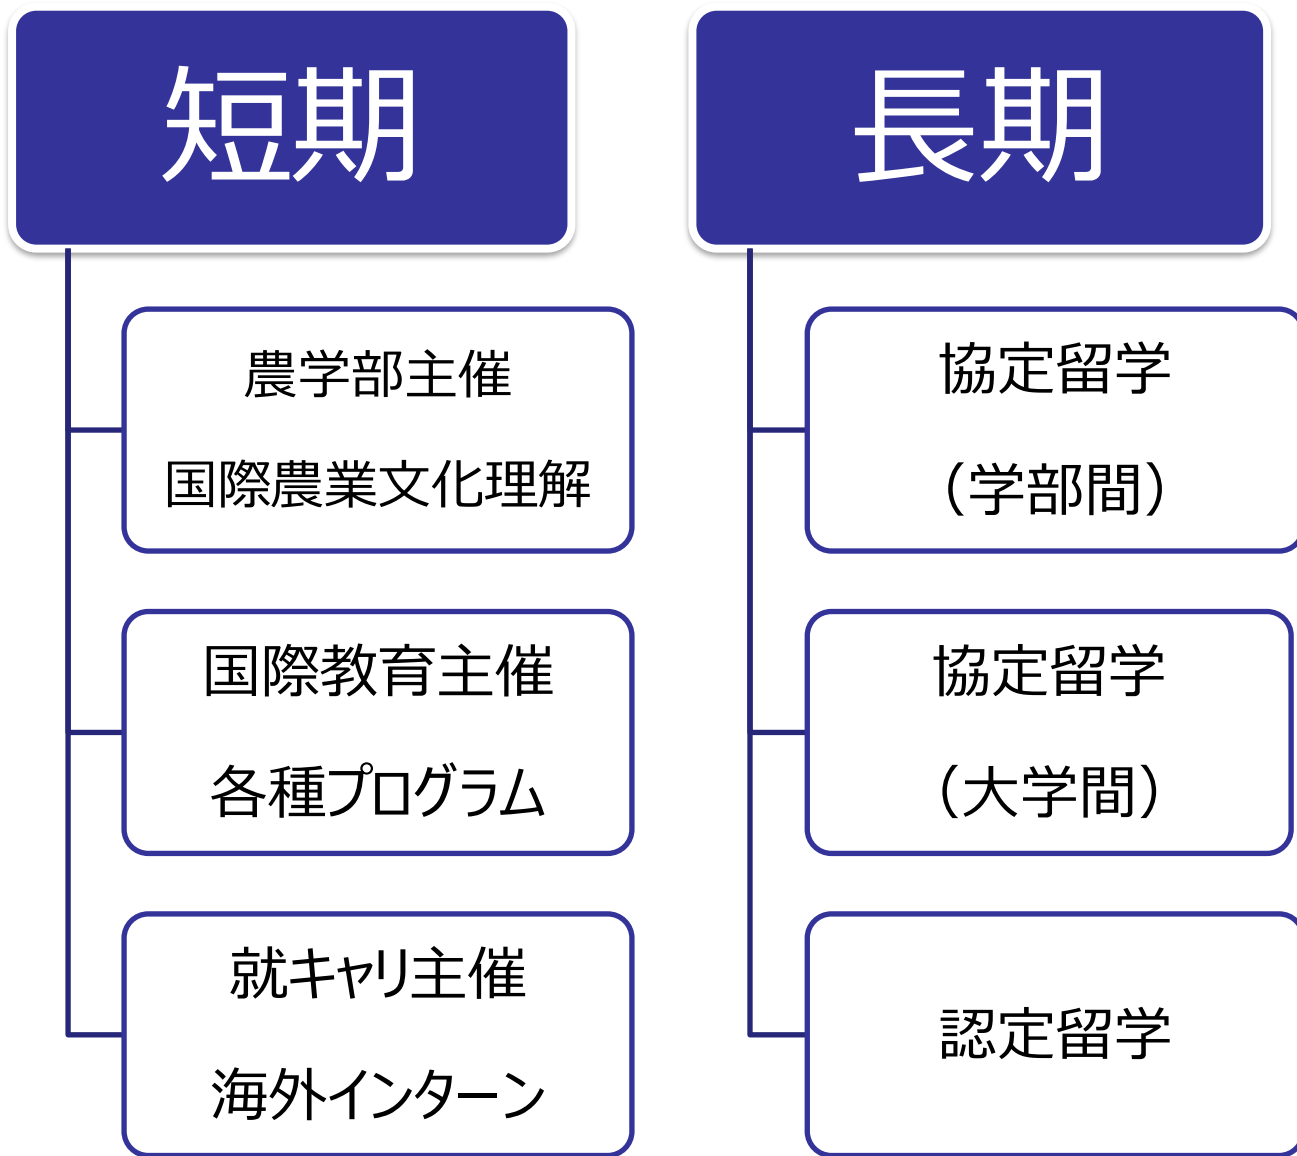 短期
農学部主催
国際農業文化理解
国際教育主催
各種プログラム
就キャリ主催
海外インターン
長期
協定留学
（学部間）
協定留学
（大学間）
認定留学